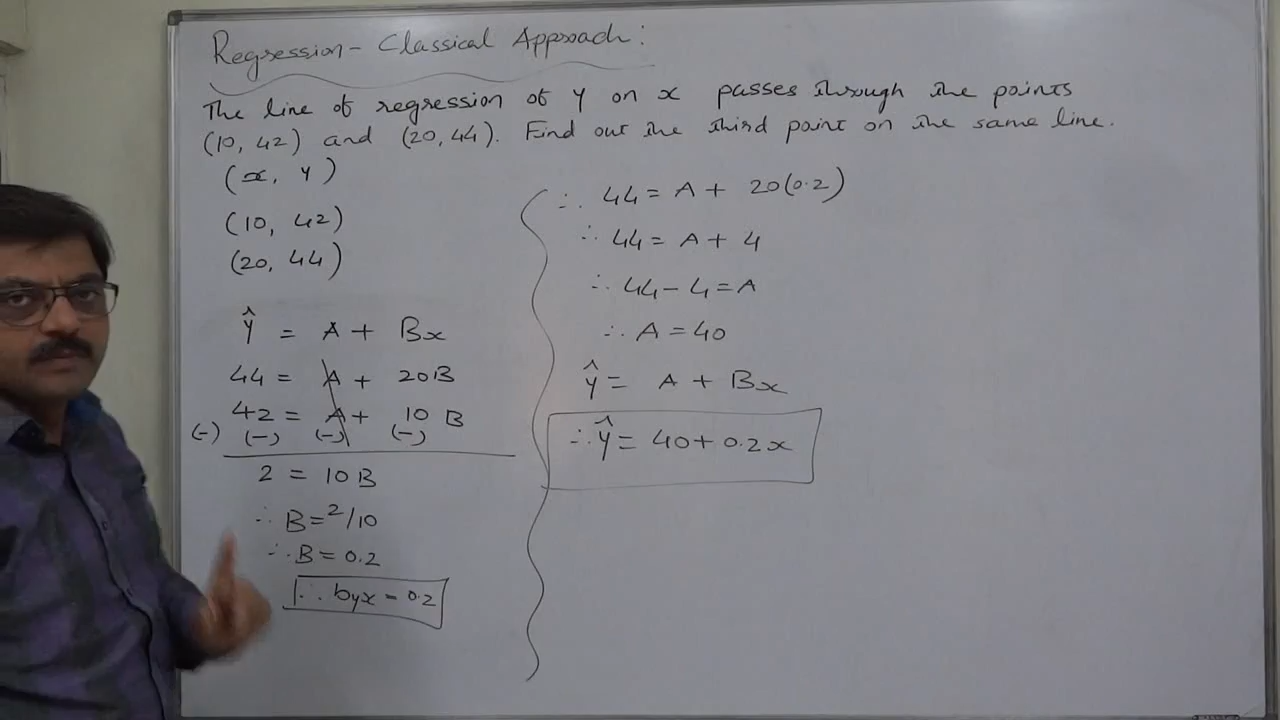 Regression - Classical Approach:
The line of regression of y on x passes through the points
(10, 42) and (20, 44). Find out the third point on the same line.
(x, y)
(10, 42)
(20, 44)
Ŷ = A + Bx
44 = A + 20B
42 = A + 10 B
(-) (-) (-) (-)
2 = 10 B
∴ B = 2/10
∴ B = 0.2
∴ byx = 0.2
∴ 44 = A + 20(0.2)
∴ 44 = A + 4
∴ 44 - 4 = A
∴ A = 40
Ŷ = A + Bx
∴ Ŷ = 40 + 0.2x